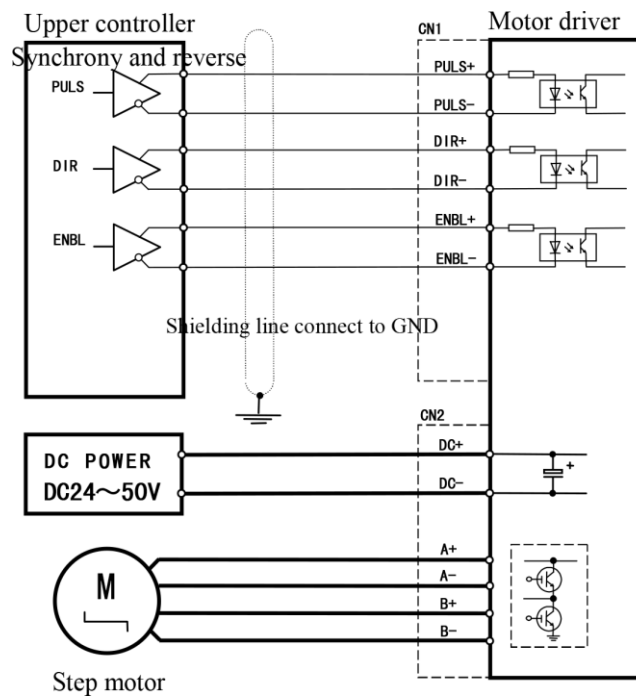 Upper controller
Motor driver
CN1
Synchrony and reverse
PULS
PULS+
PULS-
DIR
DIR+
DIR-
ENBL
ENBL+
ENBL-
Shielding line connect to GND
CN2
DC POWER
DC24～50V
DC+
+
DC-
M
A+
A-
B+
B-
Step motor